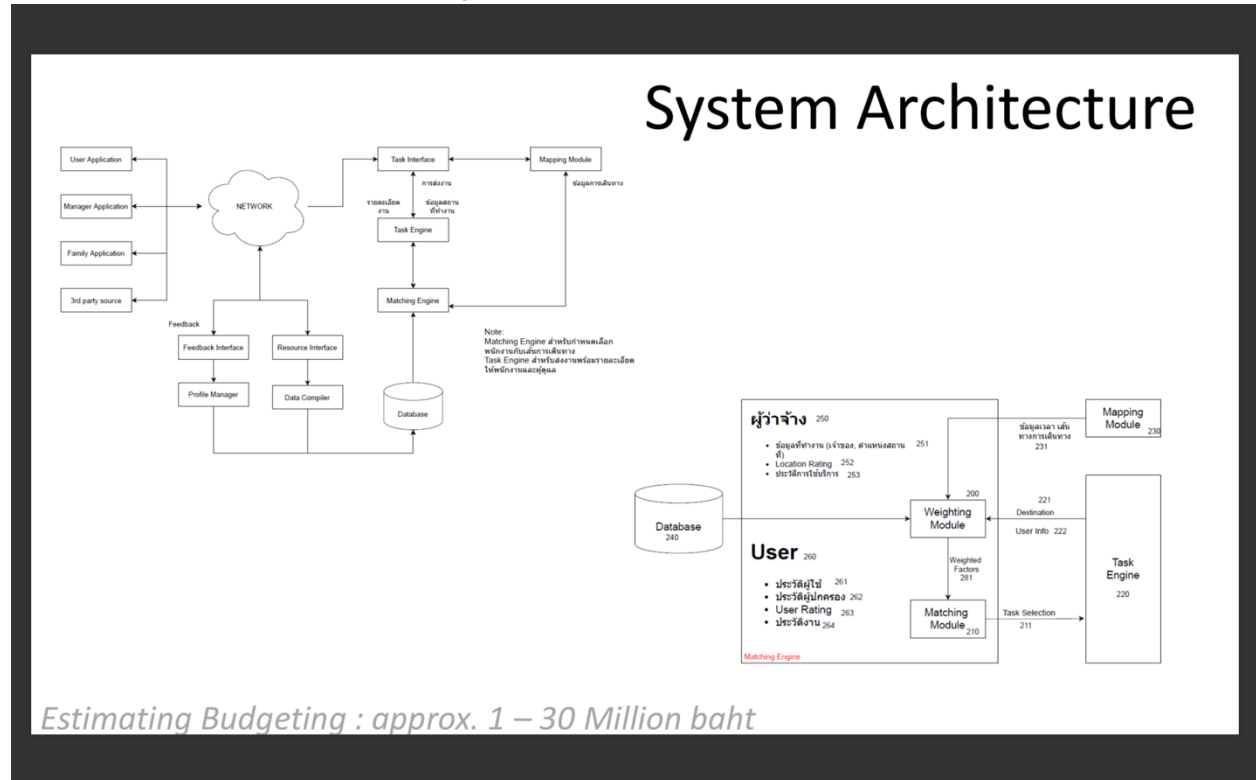 System Architecture
User Application
Manager Application
Family Application
3rd party source
NETWORK
Task Interface
Mapping Module
การส่งงาน
ข้อมูลการเดินทาง
รายละเอียด
งาน
ข้อมูลสถาน
ที่ทำงาน
Task Engine
Matching Engine
Feedback
Feedback Interface
Resource Interface
Profile Manager
Data Compiler
Database
Note:
Matching Engine สำหรับกำหนดเลือก
พนักงานกับเส้นการเดินทาง
Task Engine สำหรับส่งงานพร้อมรายละเอียด
ให้พนักงานและผู้ดูแล
ผู้ว่าจ้าง 250
• ข้อมูลที่ทำงาน (เจ้าของ, ตำแหน่งสถาน 251
ที่)
• Location Rating 252
• ประวัติการใช้บริการ 253
Mapping
Module 230
ข้อมูลเวลา เส้น
ทางการเดินทาง
231
Database
240
200
Weighting
Module
221
Destination
User Info 222
User 260
• ประวัติผู้ใช้ 261
• ประวัติผู้ปกครอง 262
• User Rating 263
• ประวัติงาน 264
Weighted
Factors
281
Matching
Module 210
Task Selection
211
Task
Engine
220
Matching Engine
Estimating Budgeting : approx. 1 – 30 Million baht